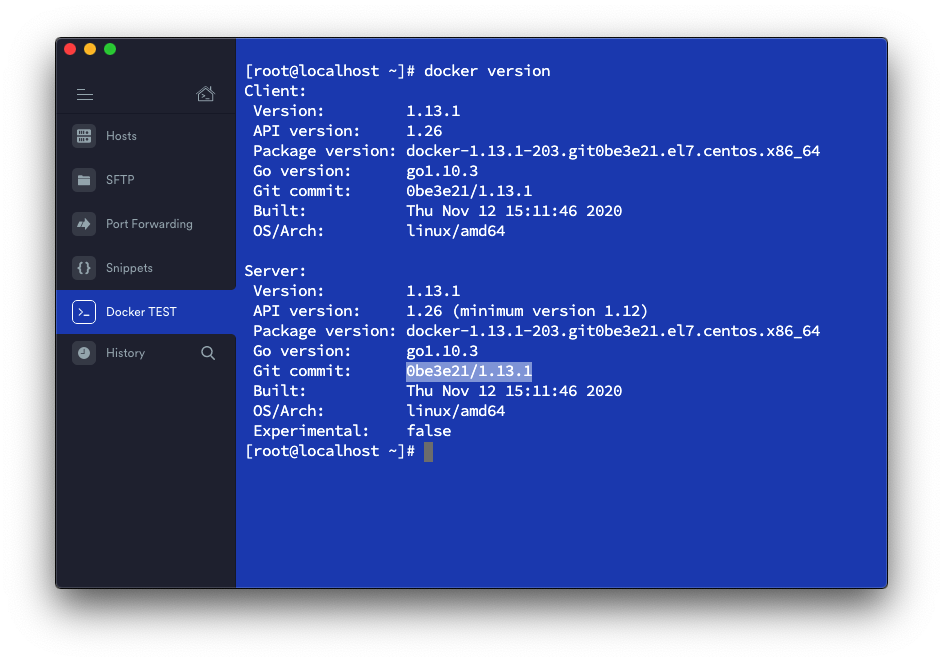 Hosts
SFTP
Port Forwarding
Snippets
Docker TEST
History
[root@localhost ~]# docker version
Client:
 Version:         1.13.1
 API version:     1.26
 Package version: docker-1.13.1-203.git0be3e21.el7.centos.x86_64
 Go version:      go1.10.3
 Git commit:      0be3e21/1.13.1
 Built:           Thu Nov 12 15:11:46 2020
 OS/Arch:         linux/amd64

Server:
 Version:         1.13.1
 API version:     1.26 (minimum version 1.12)
 Package version: docker-1.13.1-203.git0be3e21.el7.centos.x86_64
 Go version:      go1.10.3
 Git commit:      0be3e21/1.13.1
 Built:           Thu Nov 12 15:11:46 2020
 OS/Arch:         linux/amd64
 Experimental:    false
[root@localhost ~]#